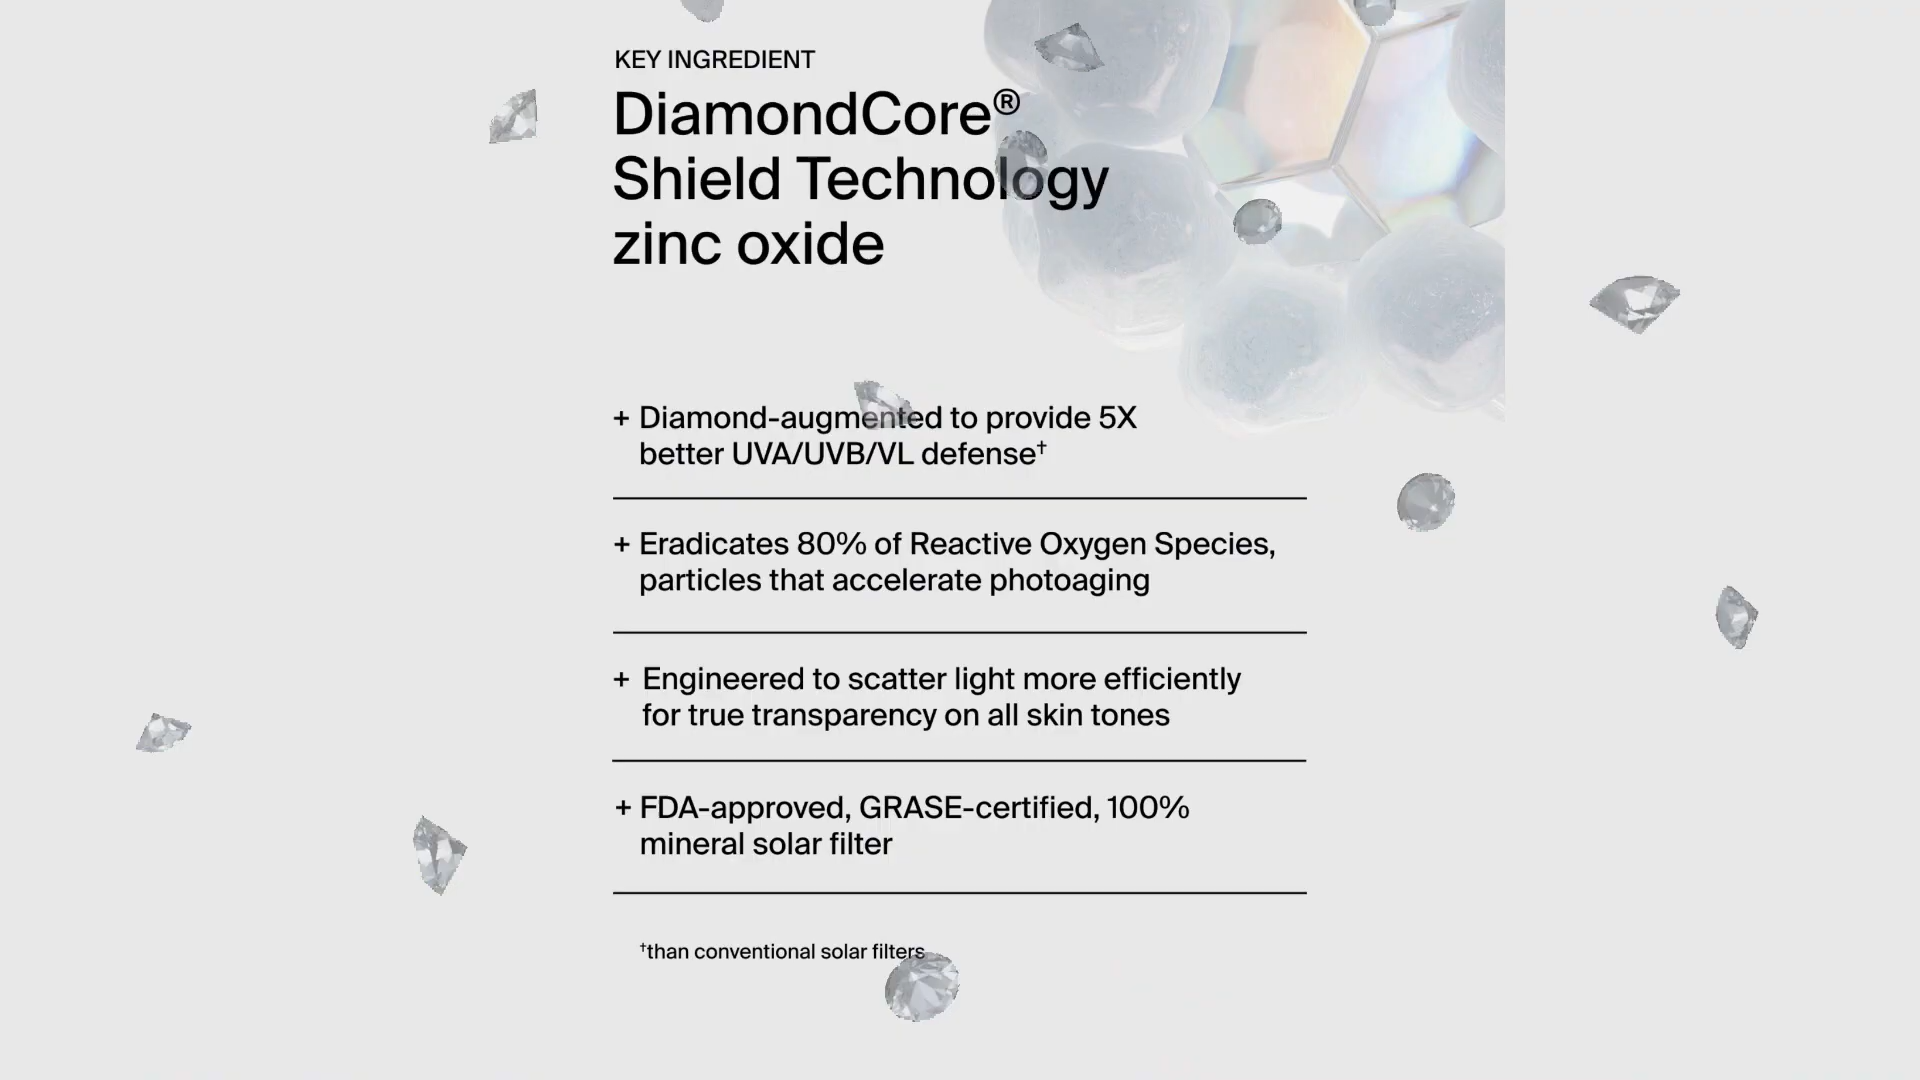 KEY INGREDIENT
DiamondCore®
Shield Technology
zinc oxide
+ Diamond-augmented to provide 5X
better UVA/UVB/VL defense†
+ Eradicates 80% of Reactive Oxygen Species,
particles that accelerate photoaging
+ Engineered to scatter light more efficiently
for true transparency on all skin tones
+ FDA-approved, GRASE-certified, 100%
mineral solar filter
†than conventional solar filters